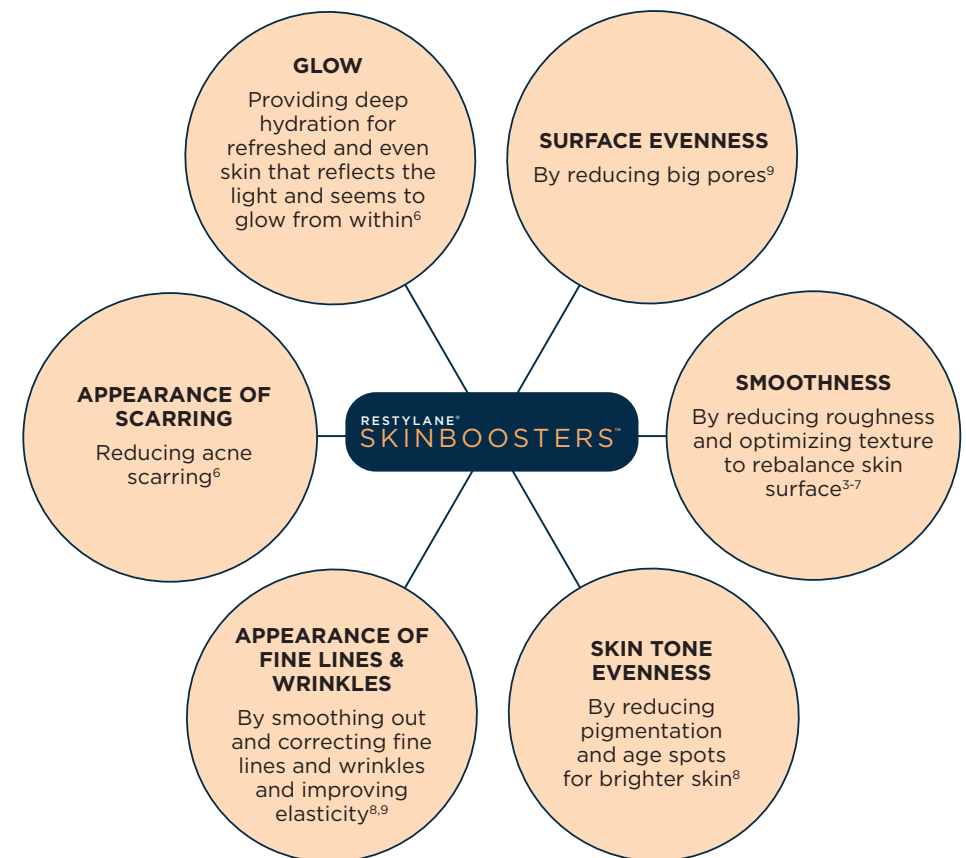 GLOW
Providing deep
hydration for
refreshed and even
skin that reflects the
light and seems to
glow from within⁶
SURFACE EVENNESS
By reducing big pores⁹
APPEARANCE OF
SCARRING
Reducing acne
scarring⁶
RESTYLANE®
SKINBOOSTERS™
SMOOTHNESS
By reducing roughness
and optimizing texture
to rebalance skin
surface³⁻⁷
APPEARANCE OF
FINE LINES &
WRINKLES
By smoothing out
and correcting fine
lines and wrinkles
and improving
elasticity⁸,⁹
SKIN TONE
EVENNESS
By reducing
pigmentation
and age spots
for brighter skin⁸